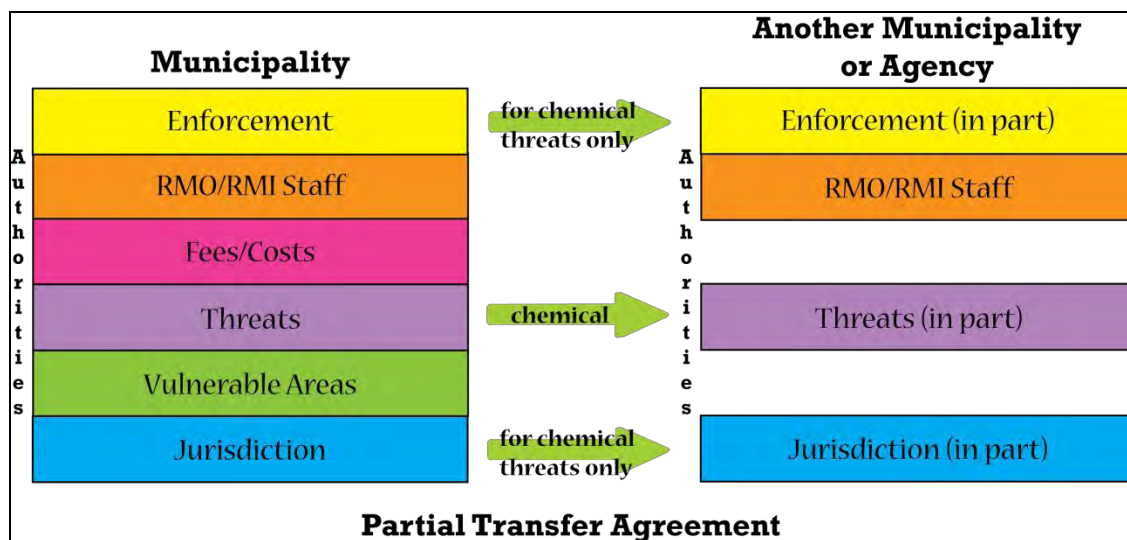 Municipality
Another Municipality
or Agency
Authorities
Enforcement
RMO/RMI Staff
Fees/Costs
Threats
Vulnerable Areas
Jurisdiction
for chemical
threats only
chemical
for chemical
threats only
Authorities
Enforcement (in part)
RMO/RMI Staff
Threats (in part)
Jurisdiction (in part)
Partial Transfer Agreement